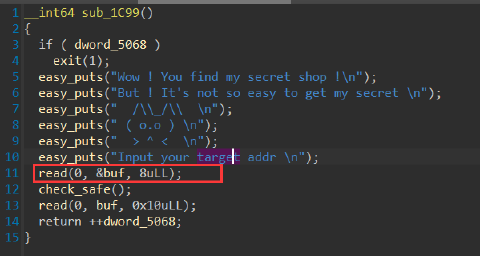 1 __int64 sub_1C99()
2 {
3 if ( dword_5068 )
4 exit(1);
5 easy_puts("Wow ! You find my secret shop !\n");
6 easy_puts("But ! It's not so easy to get my secret \n");
7 easy_puts("  /\\_/\\  \n");
8 easy_puts(" ( o.o ) \n");
9 easy_puts("  > ^ <  \n");
10 easy_puts("Input your target addr \n");
11 read(0, &buf, 8uLL);
12 check_safe();
13 read(0, buf, 0x10uLL);
14 return ++dword_5068;
15 }